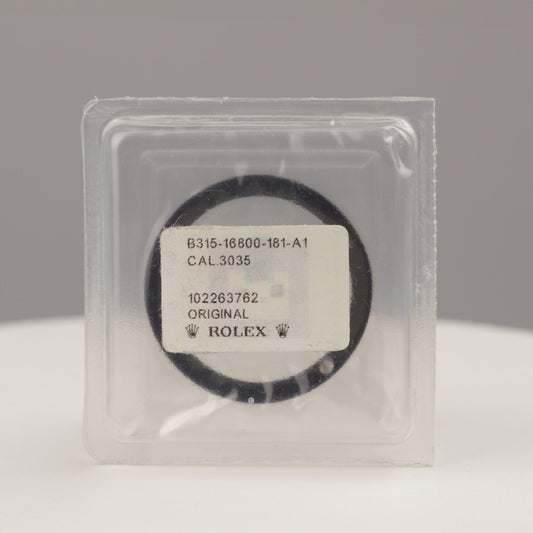 B315-16800-181-A1
CAL.3035
102263762
ORIGINAL
ROLEX